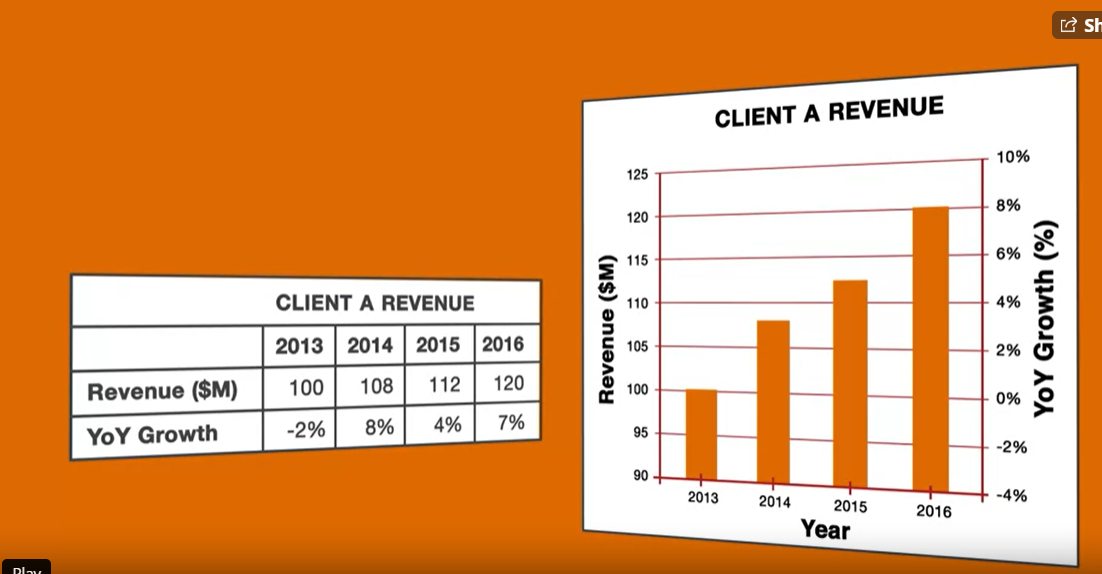 Sh
CLIENT A REVENUE
2013 2014 2015 2016
Revenue ($M) 100 108 112 120
YoY Growth -2% 8% 4% 7%
CLIENT A REVENUE
Revenue ($M)
125
120
115
110
105
100
95
90
10%
8%
6%
4%
2%
0%
-2%
-4%
YoY Growth (%)
2013 2014 2015 2016
Year
Play